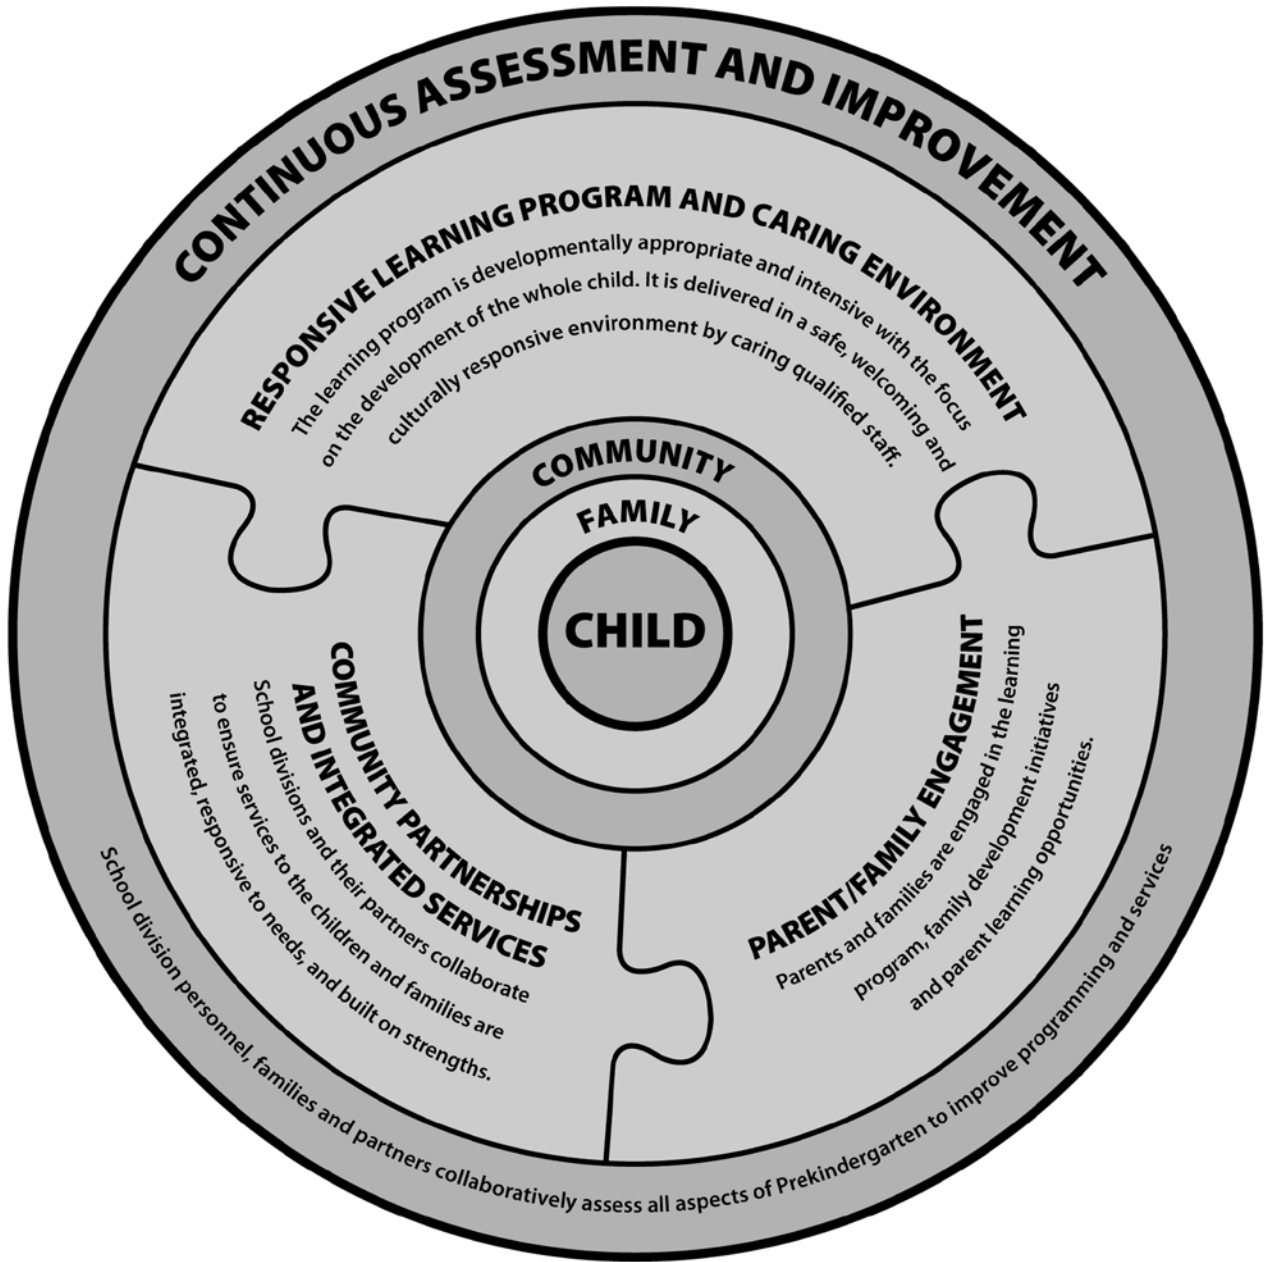 CONTINUOUS ASSESSMENT AND IMPROVEMENT
RESPONSIVE LEARNING PROGRAM AND CARING ENVIRONMENT
The learning program is developmentally appropriate and intensive with the focus
on the development of the whole child. It is delivered in a safe, welcoming and
culturally responsive environment by caring qualified staff.
COMMUNITY
FAMILY
CHILD
COMMUNITY PARTNERSHIPS
AND INTEGRATED SERVICES
School divisions and their partners collaborate
to ensure services to the children and families are
integrated, responsive to needs, and built on strengths.
PARENT/FAMILY ENGAGEMENT
Parents and families are engaged in the learning
program, family development initiatives
and parent learning opportunities.
School division personnel, families and partners collaboratively assess all aspects of Prekindergarten to improve programming and services